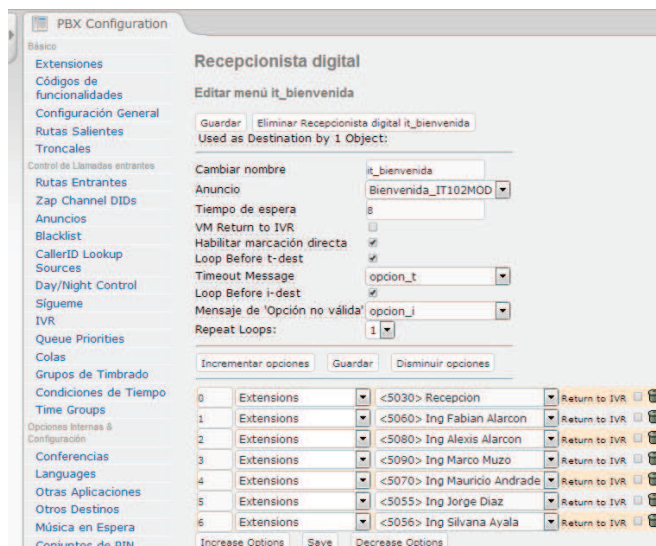 PBX Configuration
Básico
Extensiones
Códigos de
funcionalidades
Configuración General
Rutas Salientes
Troncales
Control de Llamadas entrantes
Rutas Entrantes
Zap Channel DIDs
Anuncios
Blacklist
CallerID Lookup
Sources
Day/Night Control
Sígueme
IVR
Queue Priorities
Colas
Grupos de Timbrado
Condiciones de Tiempo
Time Groups
Opciones Internas &
Configuración
Conferencias
Languages
Otras Aplicaciones
Otros Destinos
Música en Espera
Conjuntos de PIN
Recepcionista digital
Editar menú it_bienvenida
Guardar Eliminar Recepcionista digital it_bienvenida
Used as Destination by 1 Object:
Cambiar nombre it_bienvenida
Anuncio Bienvenida_IT102MOD
Tiempo de espera 8
VM Return to IVR
Habilitar marcación directa
Loop Before t-dest
Timeout Message opcion_t
Loop Before i-dest
Mensaje de 'Opción no válida' opcion_i
Repeat Loops: 1
Incrementar opciones Guardar Disminuir opciones
0 Extensions <5030> Recepcion Return to IVR
1 Extensions <5060> Ing Fabian Alarcon Return to IVR
2 Extensions <5080> Ing Alexis Alarcon Return to IVR
3 Extensions <5090> Ing Marco Muzo Return to IVR
4 Extensions <5070> Ing Mauricio Andrade Return to IVR
5 Extensions <5055> Ing Jorge Diaz Return to IVR
6 Extensions <5056> Ing Silvana Ayala Return to IVR
Increase Options Save Decrease Options